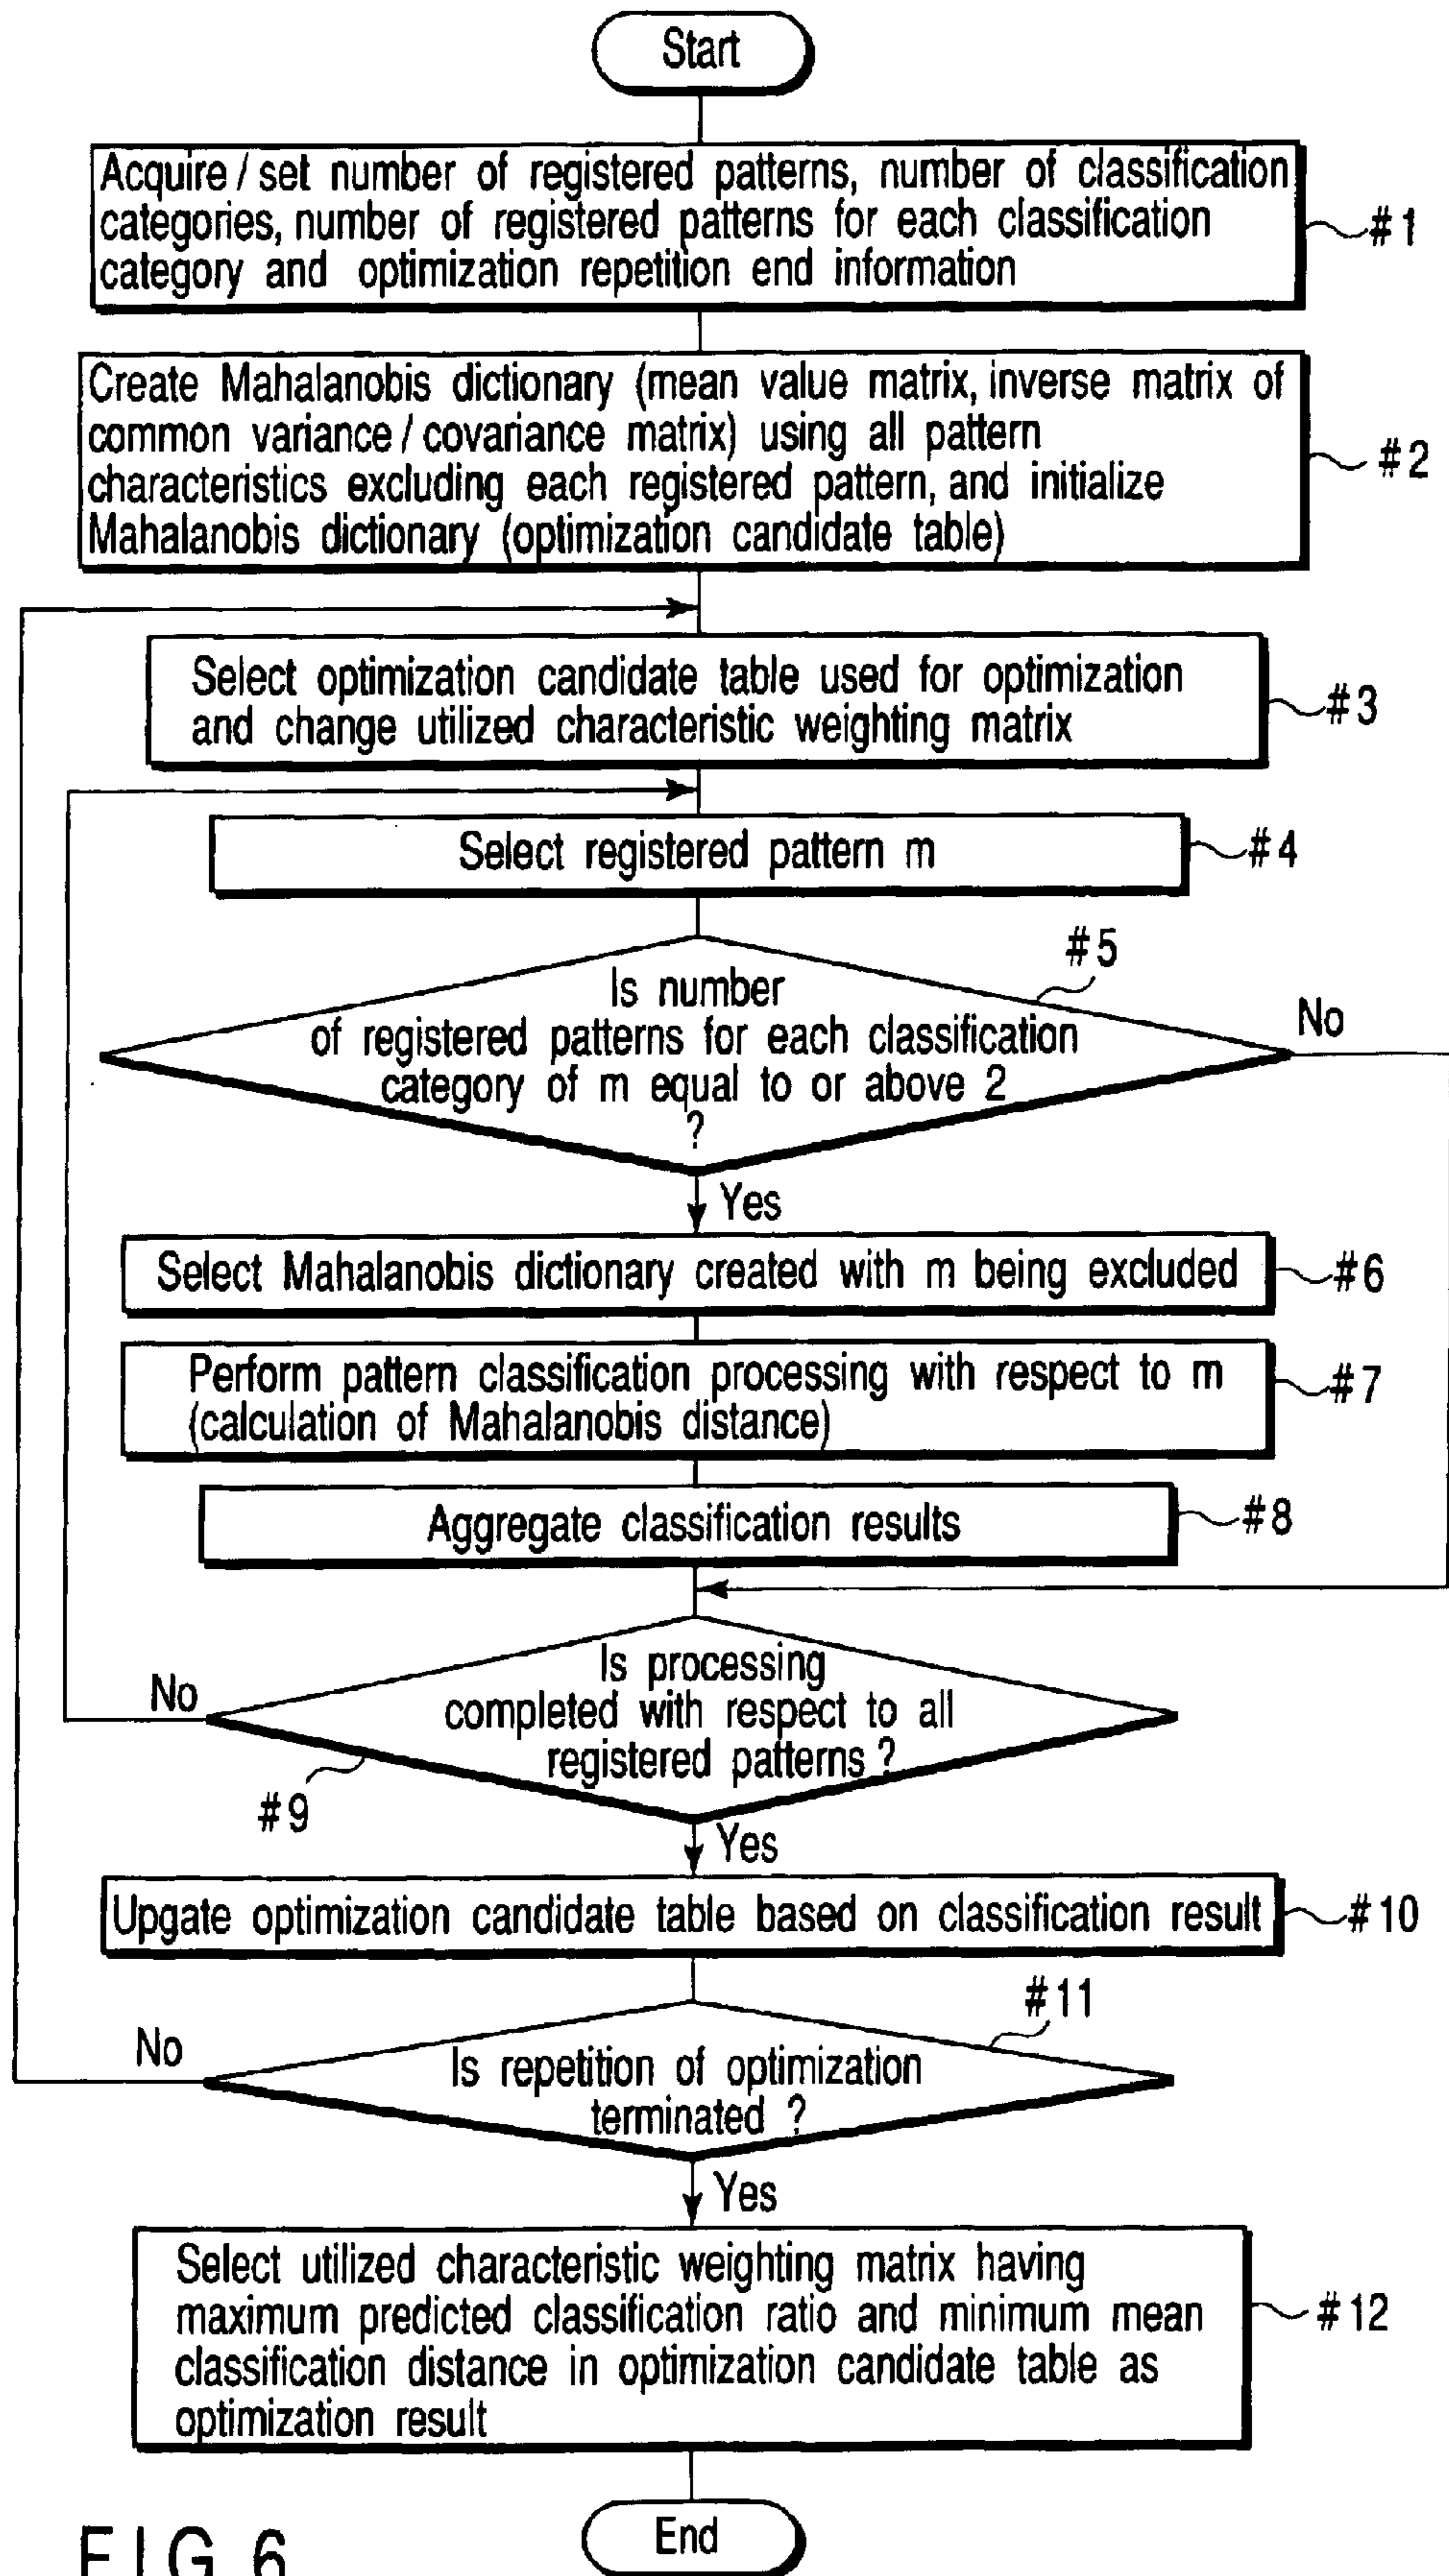 Start
Acquire / set number of registered patterns, number of classification
categories, number of registered patterns for each classification
category and optimization repetition end information
#1
Create Mahalanobis dictionary (mean value matrix, inverse matrix of
common variance / covariance matrix) using all pattern
characteristics excluding each registered pattern, and initialize
Mahalanobis dictionary (optimization candidate table)
#2
Select optimization candidate table used for optimization
and change utilized characteristic weighting matrix
#3
Select registered pattern m
#4
#5
Is number
of registered patterns for each classification
category of m equal to or above 2
?
No
Yes
Select Mahalanobis dictionary created with m being excluded
#6
Perform pattern classification processing with respect to m
(calculation of Mahalanobis distance)
#7
Aggregate classification results
#8
Is processing
completed with respect to all
registered patterns ?
No
#9
Yes
Upgate optimization candidate table based on classification result
#10
#11
No
Is repetition of optimization
terminated ?
Yes
Select utilized characteristic weighting matrix having
maximum predicted classification ratio and minimum mean
classification distance in optimization candidate table as
optimization result
#12
End
FIG. 6